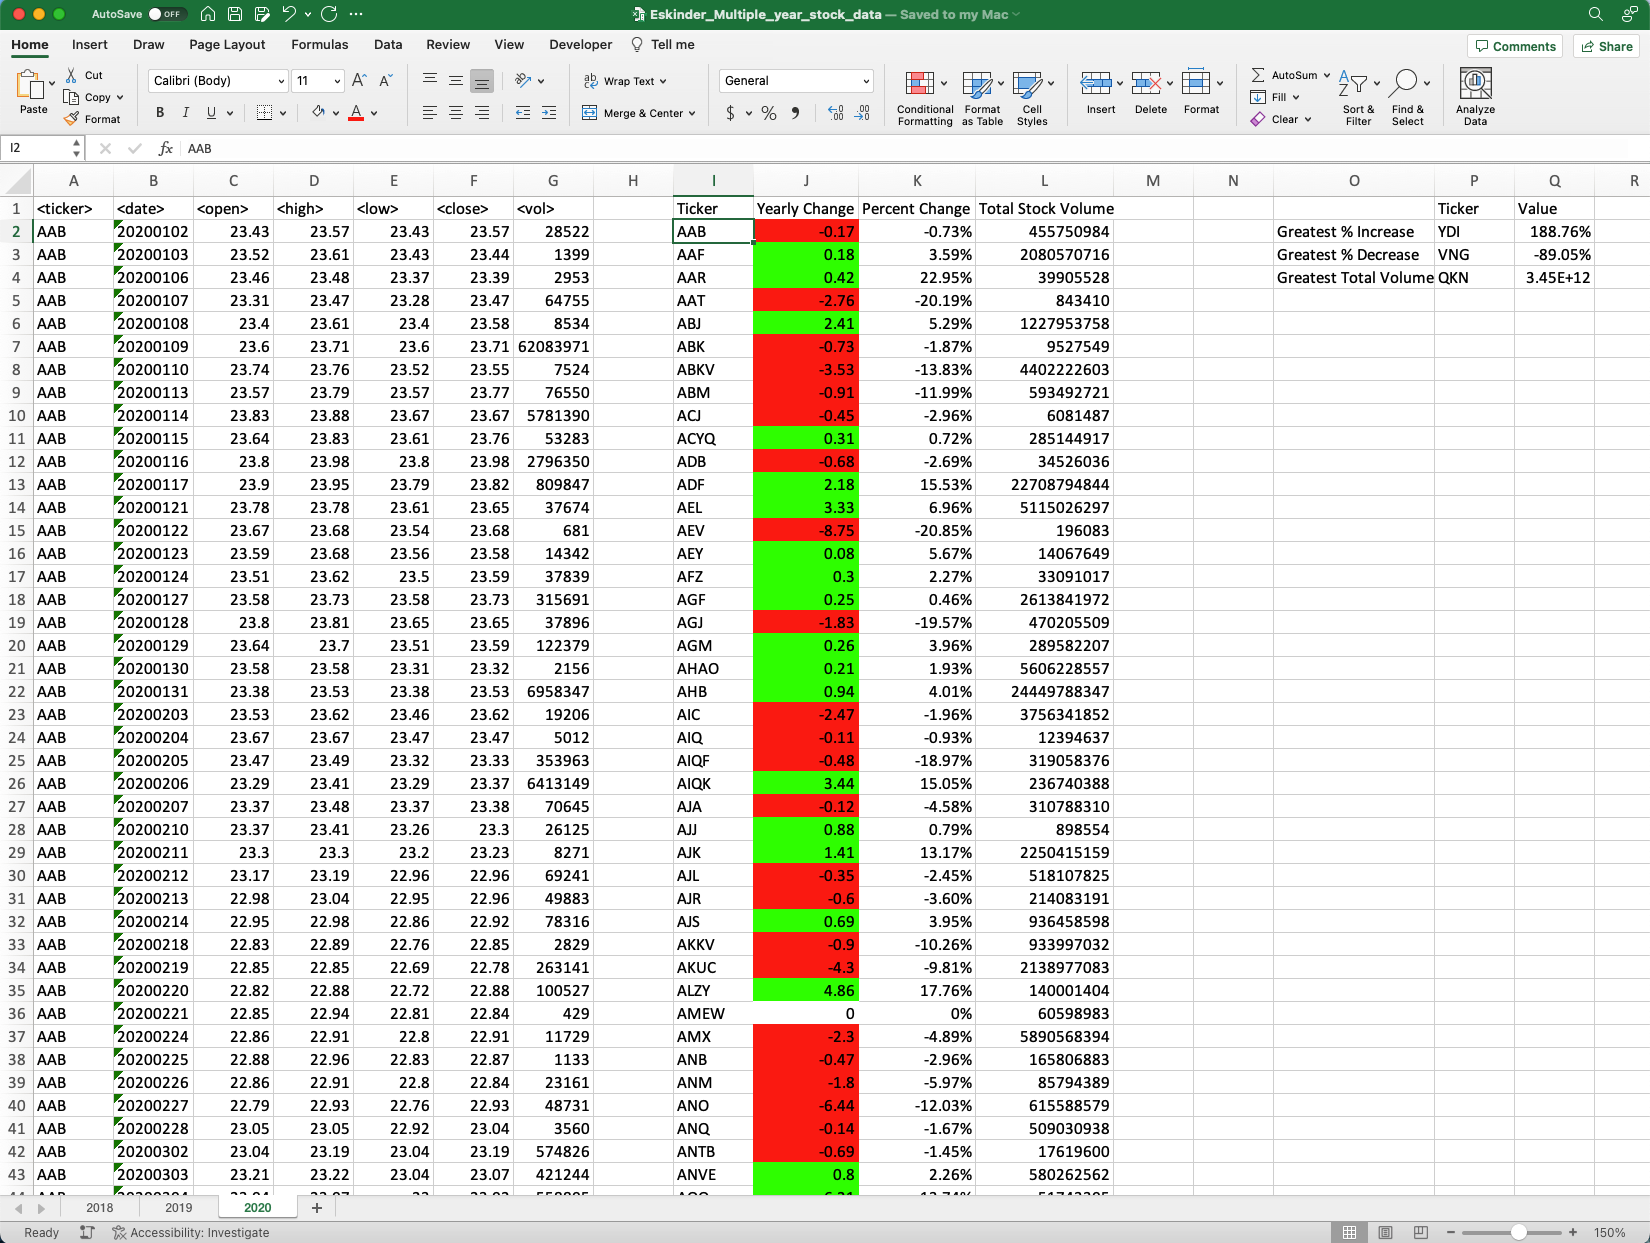 AutoSave OFF Eskinder_Multiple_year_stock_data — Saved to my Mac
Home Insert Draw Page Layout Formulas Data Review View Developer Tell me Comments Share
Paste Cut Copy Format
Calibri (Body) 11 A A
B I U A
Wrap Text
Merge & Center
General
$ %
Conditional Formatting Format as Table Cell Styles
Insert Delete Format
AutoSum Fill Clear
Sort & Filter Find & Select
Analyze Data
I2 fx AAB
A B C D E F G H I J K L M N O P Q R
1 <ticker> <date> <open> <high> <low> <close> <vol> Ticker Yearly Change Percent Change Total Stock Volume Ticker Value
2 AAB 20200102 23.43 23.57 23.43 23.57 28522 AAB -0.17 -0.73% 455750984 Greatest % Increase YDI 188.76%
3 AAB 20200103 23.52 23.61 23.43 23.44 1399 AAF 0.18 3.59% 2080570716 Greatest % Decrease VNG -89.05%
4 AAB 20200106 23.46 23.48 23.37 23.39 2953 AAR 0.42 22.95% 39905528 Greatest Total Volume QKN 3.45E+12
5 AAB 20200107 23.31 23.47 23.28 23.47 64755 AAT -2.76 -20.19% 843410
6 AAB 20200108 23.4 23.61 23.4 23.58 8534 ABJ 2.41 5.29% 1227953758
7 AAB 20200109 23.6 23.71 23.6 23.71 62083971 ABK -0.73 -1.87% 9527549
8 AAB 20200110 23.74 23.76 23.52 23.55 7524 ABKV -3.53 -13.83% 4402222603
9 AAB 20200113 23.57 23.79 23.57 23.77 76550 ABM -0.91 -11.99% 593492721
10 AAB 20200114 23.83 23.88 23.67 23.67 5781390 ACJ -0.45 -2.96% 6081487
11 AAB 20200115 23.64 23.83 23.61 23.76 53283 ACYQ 0.31 0.72% 285144917
12 AAB 20200116 23.8 23.98 23.8 23.98 2796350 ADB -0.68 -2.69% 34526036
13 AAB 20200117 23.9 23.95 23.79 23.82 809847 ADF 2.18 15.53% 22708794844
14 AAB 20200121 23.78 23.78 23.61 23.65 37674 AEL 3.33 6.96% 5115026297
15 AAB 20200122 23.67 23.68 23.54 23.68 681 AEV -8.75 -20.85% 196083
16 AAB 20200123 23.59 23.68 23.56 23.58 14342 AEY 0.08 5.67% 14067649
17 AAB 20200124 23.51 23.62 23.5 23.59 37839 AFZ 0.3 2.27% 33091017
18 AAB 20200127 23.58 23.73 23.58 23.73 315691 AGF 0.25 0.46% 2613841972
19 AAB 20200128 23.8 23.81 23.65 23.65 37896 AGJ -1.83 -19.57% 470205509
20 AAB 20200129 23.64 23.7 23.51 23.59 122379 AGM 0.26 3.96% 289582207
21 AAB 20200130 23.58 23.58 23.31 23.32 2156 AHAO 0.21 1.93% 5606228557
22 AAB 20200131 23.38 23.53 23.38 23.53 6958347 AHB 0.94 4.01% 24449788347
23 AAB 20200203 23.53 23.62 23.46 23.62 19206 AIC -2.47 -1.96% 3756341852
24 AAB 20200204 23.67 23.67 23.47 23.47 5012 AIQ -0.11 -0.93% 12394637
25 AAB 20200205 23.47 23.49 23.32 23.33 353963 AIQF -0.48 -18.97% 319058376
26 AAB 20200206 23.29 23.41 23.29 23.37 6413149 AIQK 3.44 15.05% 236740388
27 AAB 20200207 23.37 23.48 23.37 23.38 70645 AJA -0.12 -4.58% 310788310
28 AAB 20200210 23.37 23.41 23.26 23.3 26125 AJJ 0.88 0.79% 898554
29 AAB 20200211 23.3 23.3 23.2 23.23 8271 AJK 1.41 13.17% 2250415159
30 AAB 20200212 23.17 23.19 22.96 22.96 69241 AJL -0.35 -2.45% 518107825
31 AAB 20200213 22.98 23.04 22.95 22.96 49883 AJR -0.6 -3.60% 214083191
32 AAB 20200214 22.95 22.98 22.86 22.92 78316 AJS 0.69 3.95% 936458598
33 AAB 20200218 22.83 22.89 22.76 22.85 2829 AKKV -0.9 -10.26% 933997032
34 AAB 20200219 22.85 22.85 22.69 22.78 263141 AKUC -4.3 -9.81% 2138977083
35 AAB 20200220 22.82 22.88 22.72 22.88 100527 ALZY 4.86 17.76% 140001404
36 AAB 20200221 22.85 22.94 22.81 22.84 429 AMEW 0 0% 60598983
37 AAB 20200224 22.86 22.91 22.8 22.91 11729 AMX -2.3 -4.89% 5890568394
38 AAB 20200225 22.88 22.96 22.83 22.87 1133 ANB -0.47 -2.96% 165806883
39 AAB 20200226 22.86 22.91 22.8 22.84 23161 ANM -1.8 -5.97% 85794389
40 AAB 20200227 22.79 22.93 22.76 22.93 48731 ANO -6.44 -12.03% 615588579
41 AAB 20200228 23.05 23.05 22.92 23.04 3560 ANQ -0.14 -1.67% 509030938
42 AAB 20200302 23.04 23.19 23.04 23.19 574826 ANTB -0.69 -1.45% 17619600
43 AAB 20200303 23.21 23.22 23.04 23.07 421244 ANVE 0.8 2.26% 580262562
2018 2019 2020 +
Ready Accessibility: Investigate 150%